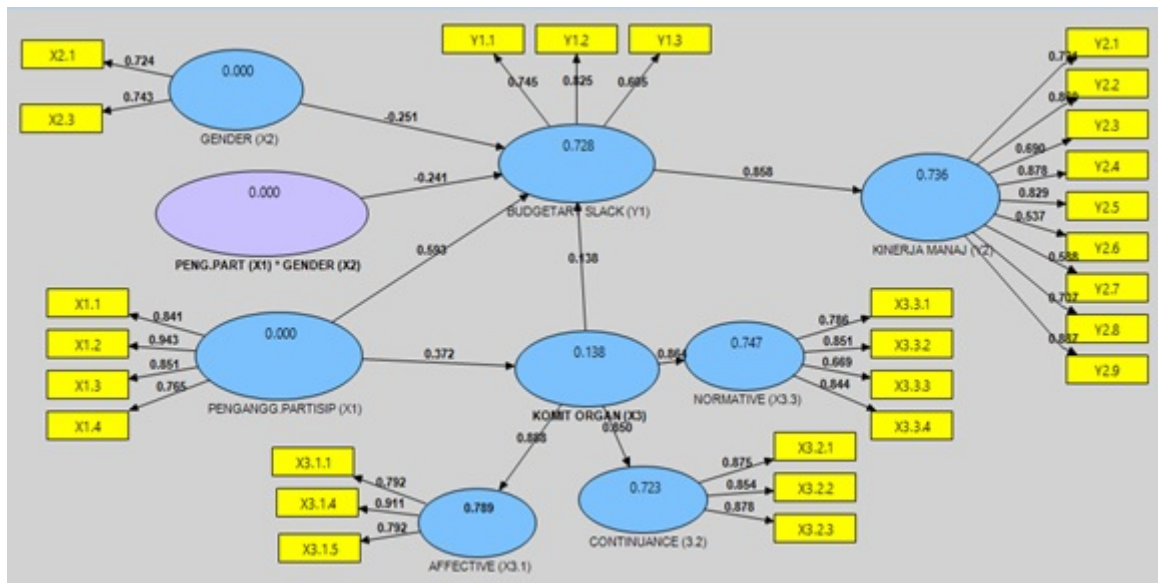 X2.1
X2.3
0.724
0.743
0.000
GENDER (X2)
-0.251
Y1.1
Y1.2
Y1.3
0.745
0.825
0.728
BUDGETARY SLACK (Y1)
0.000
PENG.PART (X1) * GENDER (X2)
-0.241
0.593
0.138
0.858
0.736
KINERJA MANAJ (Y2)
0.690
0.878
0.829
0.537
Y2.1
Y2.2
Y2.3
Y2.4
Y2.5
Y2.6
Y2.7
Y2.8
Y2.9
X1.1
X1.2
X1.3
X1.4
0.841
0.943
0.851
0.765
0.000
PENGANGG.PARTISIP (X1)
0.372
0.138
KOMIT ORGAN (X3)
0.864
0.747
NORMATIVE (X3.3)
0.786
0.851
0.669
0.844
X3.3.1
X3.3.2
X3.3.3
X3.3.4
0.888
0.850
X3.1.1
X3.1.4
X3.1.5
0.792
0.911
0.792
0.789
AFFECTIVE (X3.1)
0.723
CONTINUANCE (3.2)
0.875
0.854
0.878
X3.2.1
X3.2.2
X3.2.3